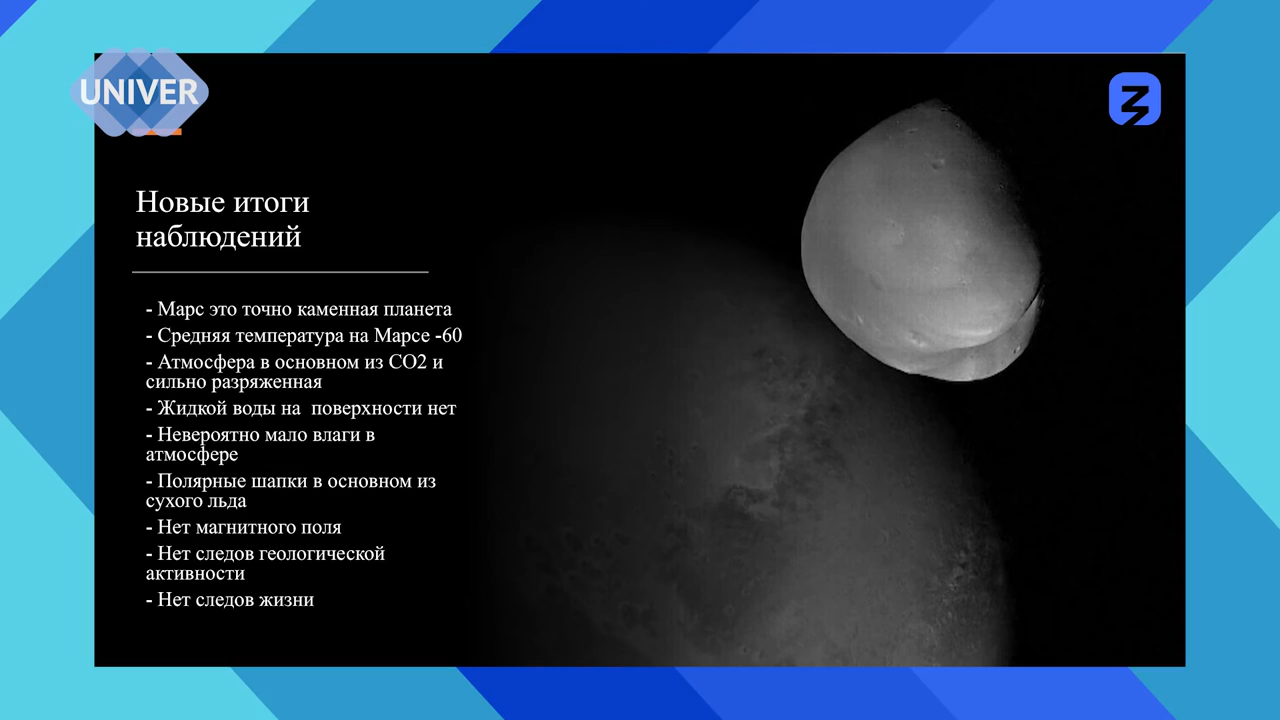 UNIVER
Новые итоги
наблюдений
- Марс это точно каменная планета
- Средняя температура на Марсе -60
- Атмосфера в основном из СО2 и
сильно разряженная
- Жидкой воды на  поверхности нет
- Невероятно мало влаги в
атмосфере
- Полярные шапки в основном из
сухого льда
- Нет магнитного поля
- Нет следов геологической
активности
- Нет следов жизни